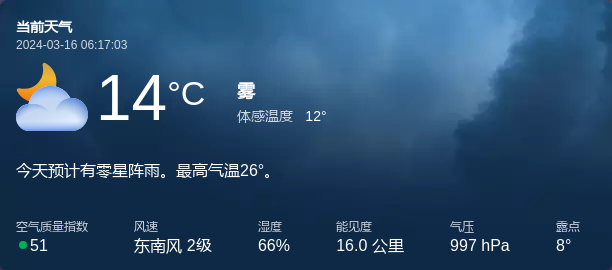 当前天气
2024-03-16 06:17:03
14°C
雾
体感温度 12°
今天预计有零星阵雨。最高气温26°。
空气质量指数 风速 湿度 能见度 气压 露点
51 东南风 2级 66% 16.0 公里 997 hPa 8°